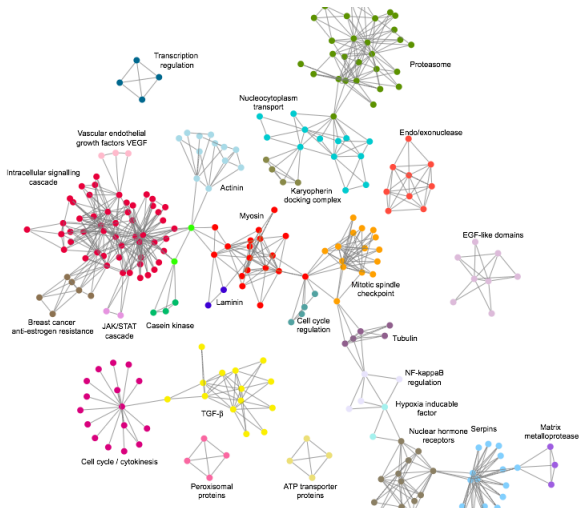 Transcription
regulation
Proteasome
Nucleocytoplasm
transport
Vascular endothelial
growth factors VEGF
Endo/exonuclease
Intracellular signalling
cascade
Actinin
Karyopherin
docking complex
Myosin
EGF-like domains
Mitotic spindle
checkpoint
Laminin
Breast cancer
anti-estrogen resistance
JAK/STAT
cascade
Casein kinase
Cell cycle
regulation
Tubulin
NF-kappaB
regulation
Hypoxia inducable
factor
TGF-β
Nuclear hormone
receptors
Serpins
Matrix
metalloprotease
Cell cycle / cytokinesis
Peroxisomal
proteins
ATP transporter
proteins